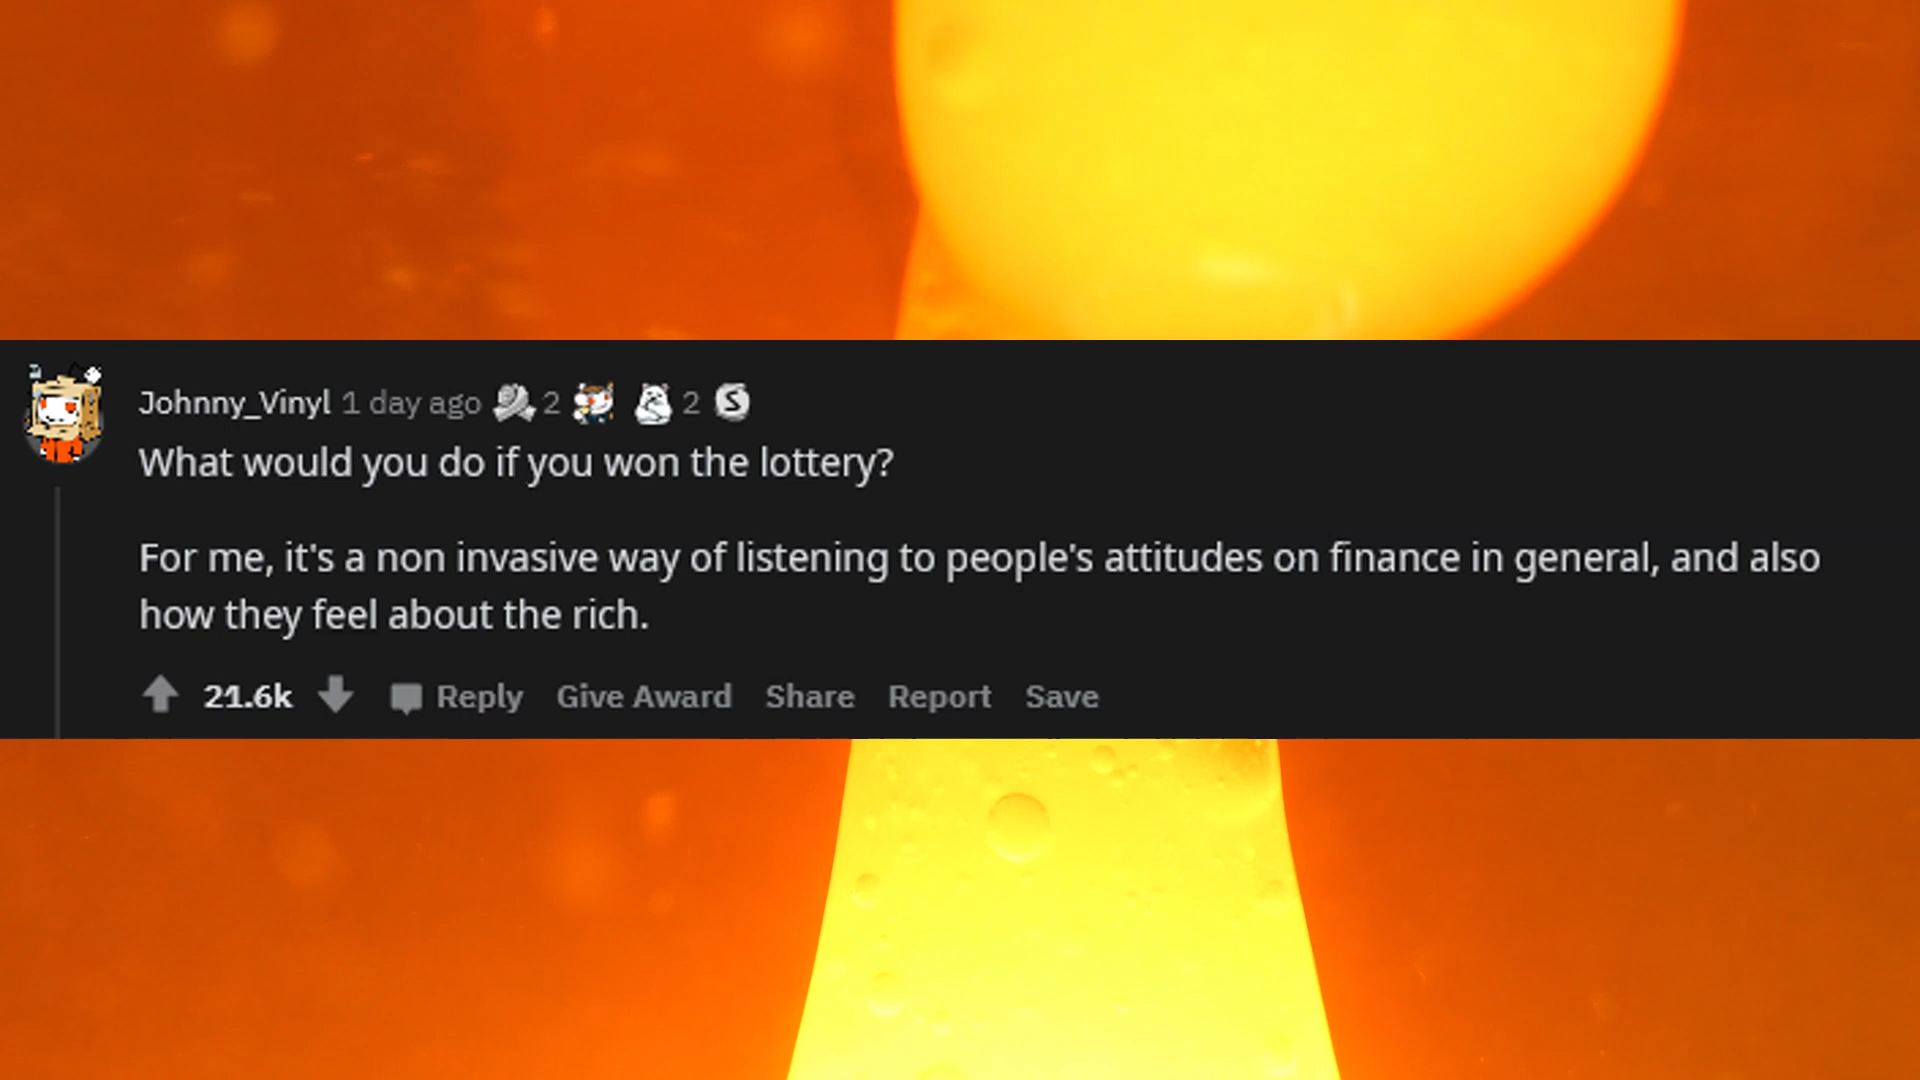 Johnny_Vinyl 1 day ago 2 2 S
What would you do if you won the lottery?
For me, it's a non invasive way of listening to people's attitudes on finance in general, and also
how they feel about the rich.
21.6k Reply Give Award Share Report Save